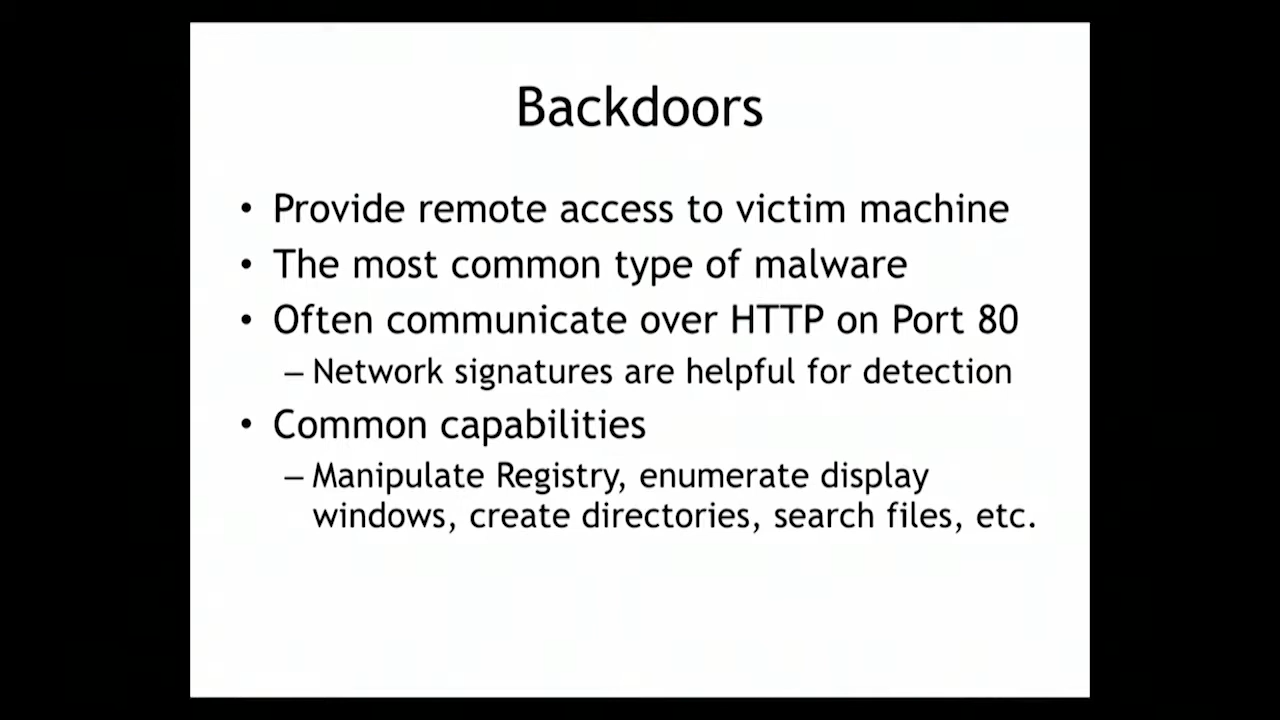 Backdoors
• Provide remote access to victim machine
• The most common type of malware
• Often communicate over HTTP on Port 80
– Network signatures are helpful for detection
• Common capabilities
– Manipulate Registry, enumerate display
windows, create directories, search files, etc.